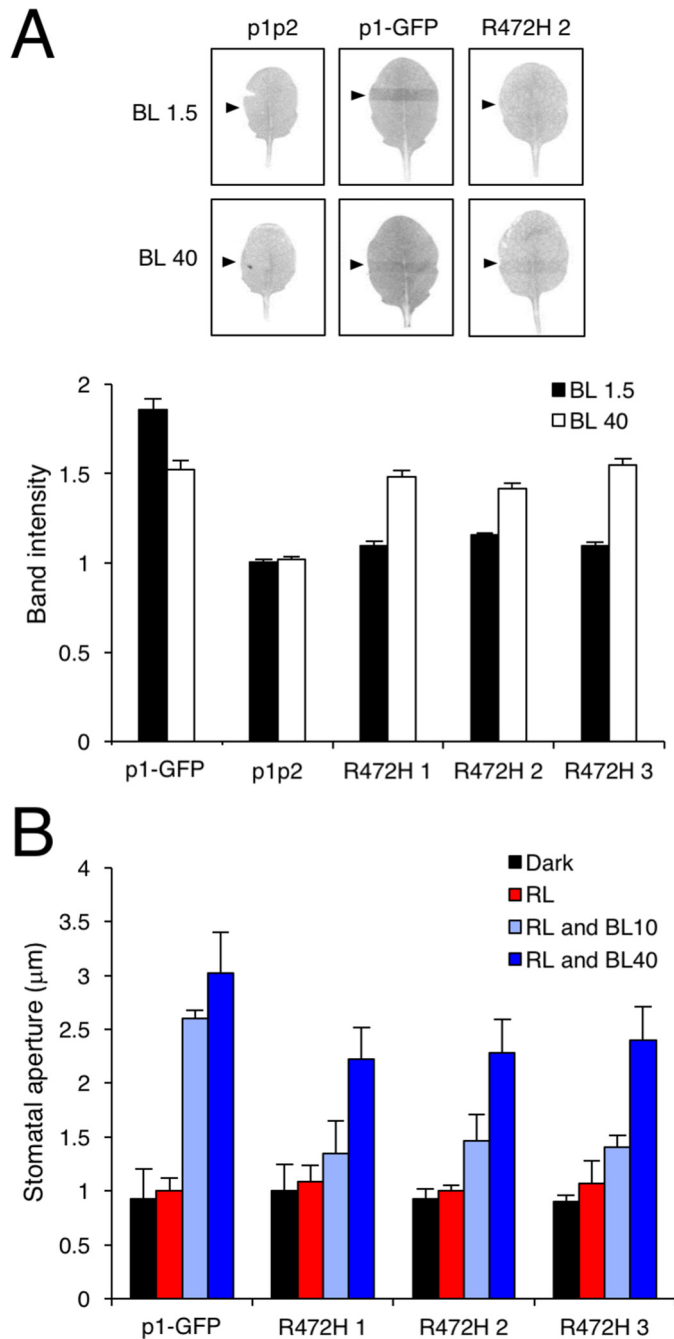 A
p1p2 p1-GFP R472H 2
BL 1.5
BL 40
2
1.5
1
0.5
0
Band intensity
BL 1.5
BL 40
p1-GFP p1p2 R472H 1 R472H 2 R472H 3
B
4
3.5
3
2.5
2
1.5
1
0.5
0
Stomatal aperture (μm)
Dark
RL
RL and BL10
RL and BL40
p1-GFP R472H 1 R472H 2 R472H 3